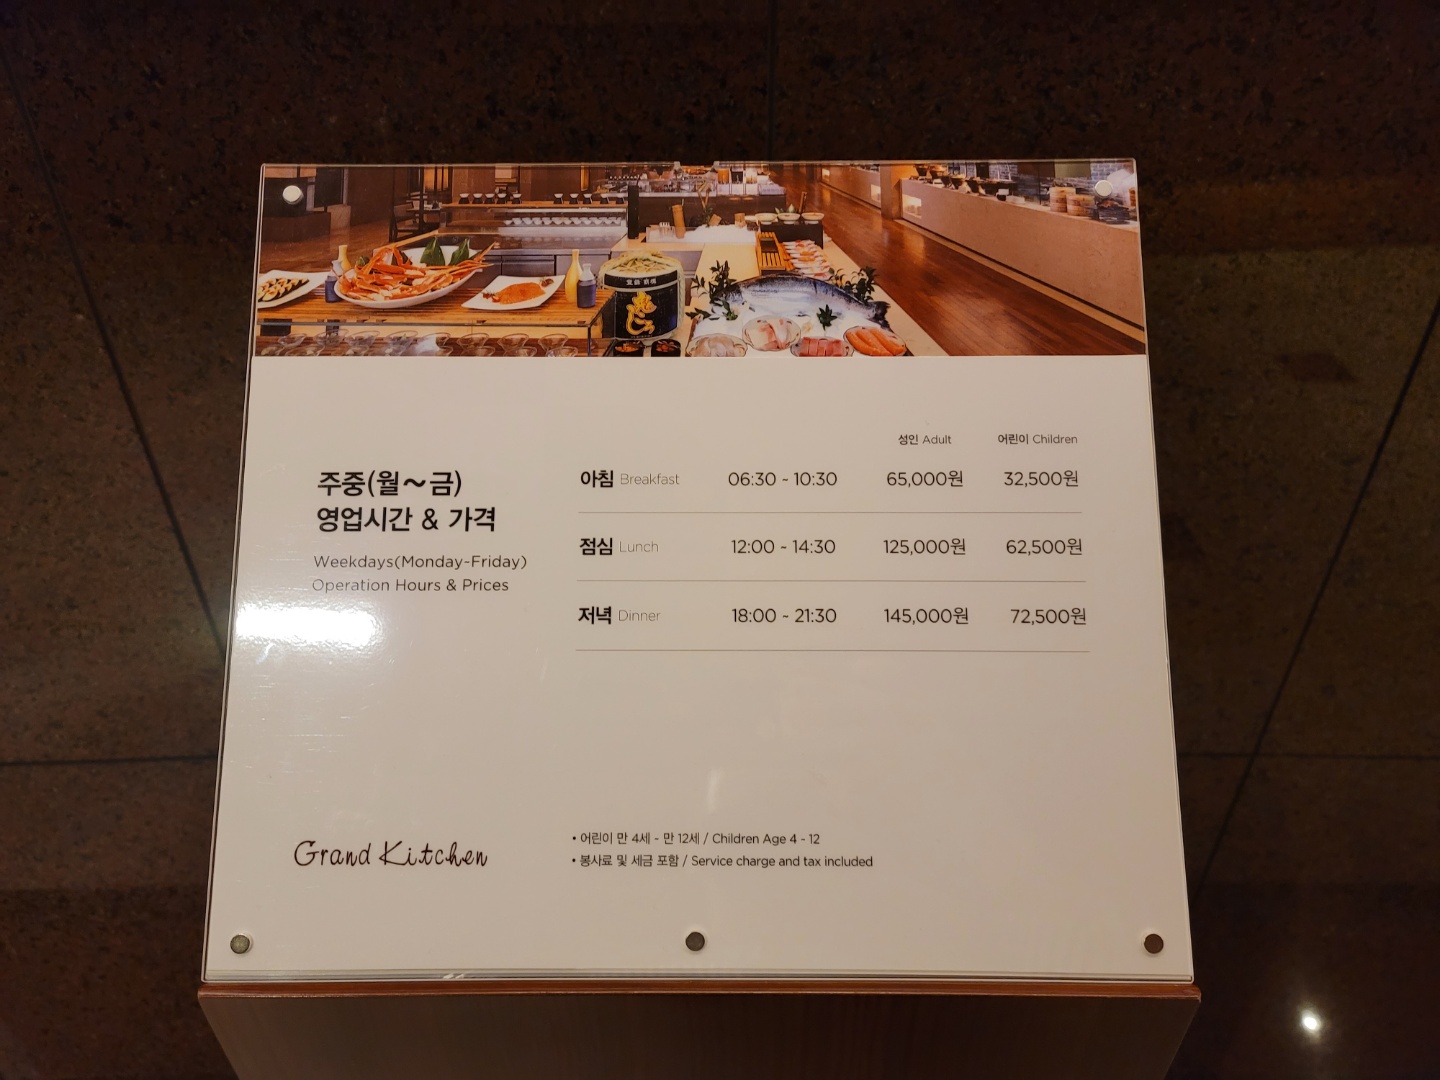 성인 Adult 어린이 Children
주중(월~금)
영업시간 & 가격
Weekdays(Monday-Friday)
Operation Hours & Prices
아침 Breakfast 06:30 ~ 10:30 65,000원 32,500원
점심 Lunch 12:00 ~ 14:30 125,000원 62,500원
저녁 Dinner 18:00 ~ 21:30 145,000원 72,500원
Grand Kitchen
• 어린이 만 4세 - 만 12세 / Children Age 4 - 12
• 봉사료 및 세금 포함 / Service charge and tax included